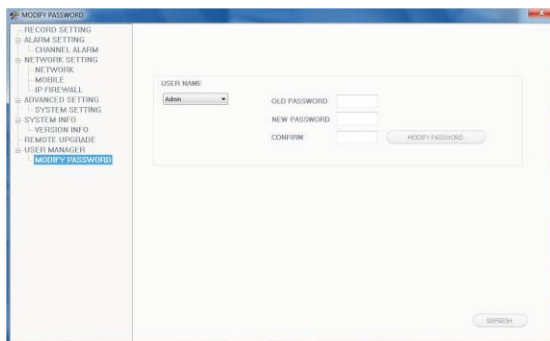 MODIFY PASSWORD
RECORD SETTING
ALARM SETTING
CHANNEL ALARM
NETWORK SETTING
NETWORK
MOBILE
IP FIREWALL
ADVANCED SETTING
SYSTEM SETTING
SYSTEM INFO
VERSION INFO
REMOTE UPGRADE
USER MANAGER
MODIFY PASSWORD
USER NAME
Admin
OLD PASSWORD
NEW PASSWORD
CONFIRM
MODIFY PASSWORD
REFRESH